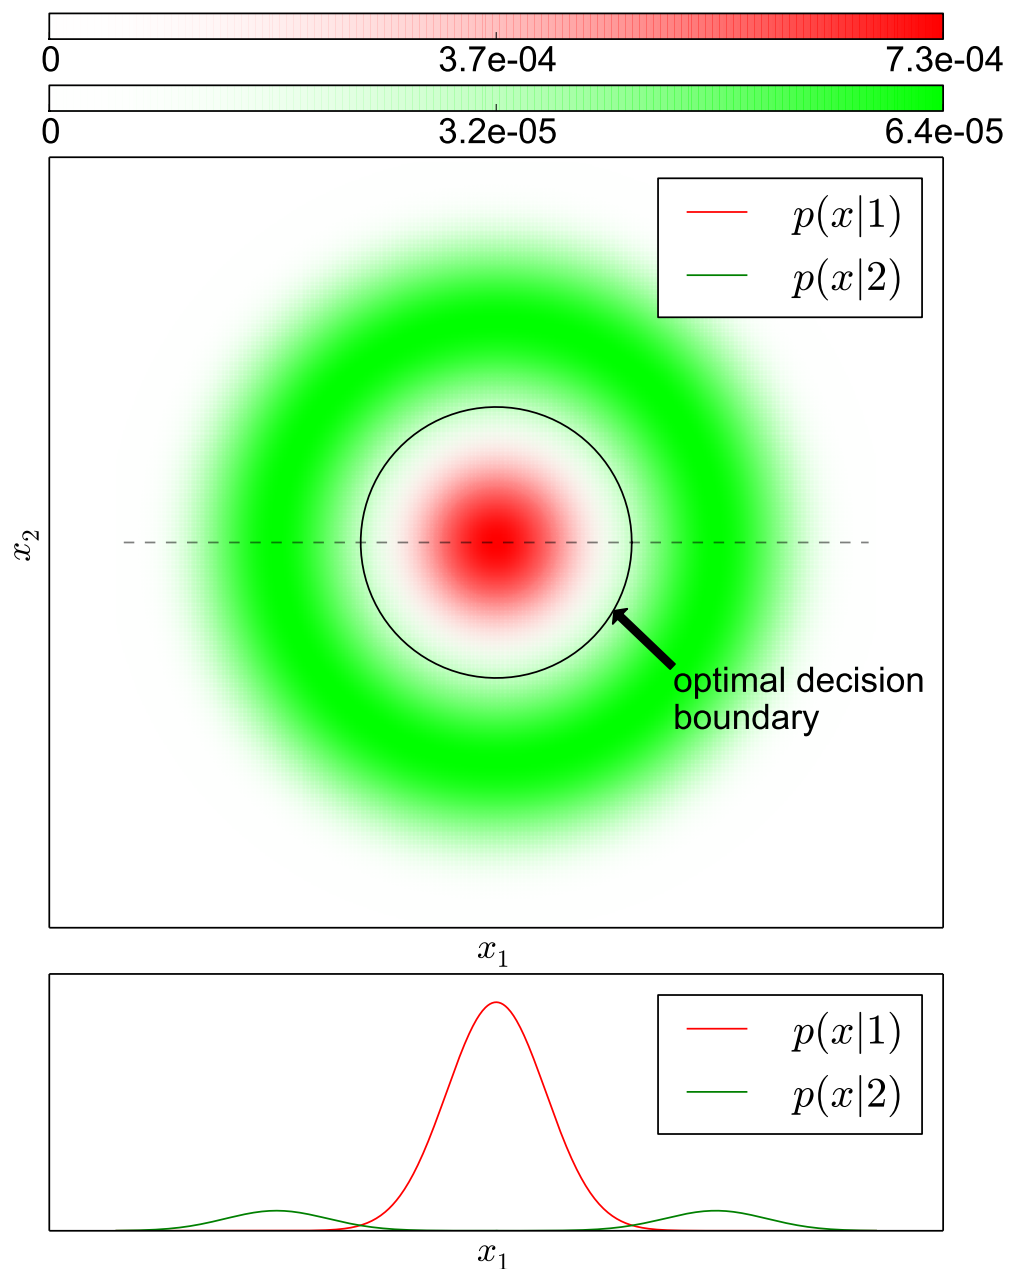 0 3.7e-04 7.3e-04
0 3.2e-05 6.4e-05
p(x|1)
p(x|2)
x₂
optimal decision
boundary
x₁
p(x|1)
p(x|2)
x₁